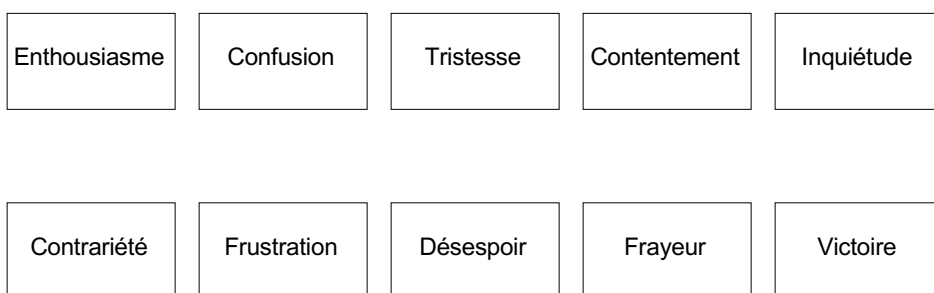 Enthousiasme Confusion Tristesse Contentement Inquiétude
Contrariété Frustration Désespoir Frayeur Victoire